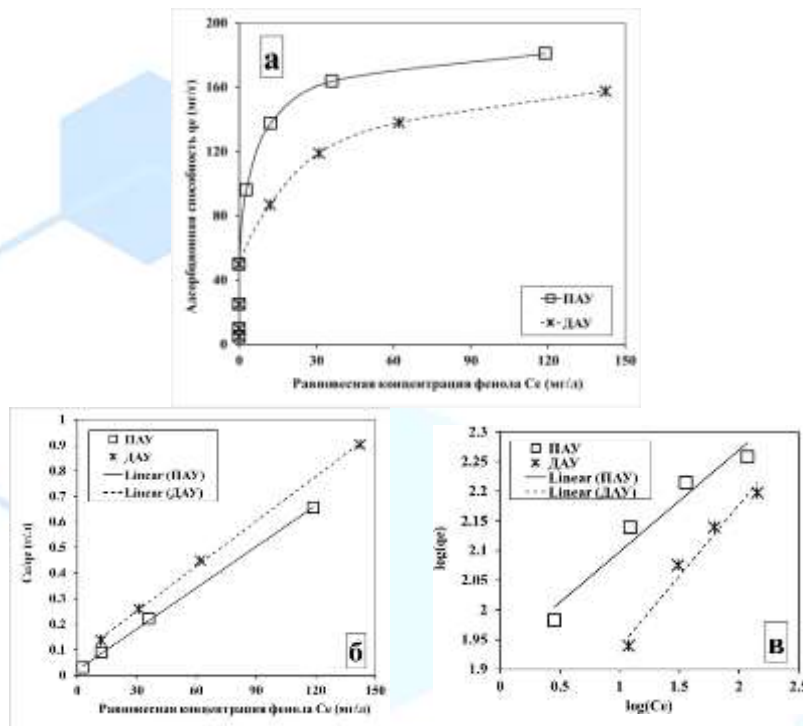 200
160
120
80
40
0
Адсорбционная способность qe (мг/г)
а
ПАУ
ДАУ
0 30 60 90 120 150
Равновесная концентрация фенола Ce (мг/л)
1
0.9
0.8
0.7
0.6
0.5
0.4
0.3
0.2
0.1
0
Ce/qe (г/л)
ПАУ
ДАУ
Linear (ПАУ)
Linear (ДАУ)
б
0 30 60 90 120 150
Равновесная концентрация фенола Ce (мг/л)
2.3
2.25
2.2
2.15
2.1
2.05
2
1.95
1.9
log(qe)
ПАУ
ДАУ
Linear (ПАУ)
Linear (ДАУ)
в
0 0.5 1 1.5 2 2.5
log(Ce)